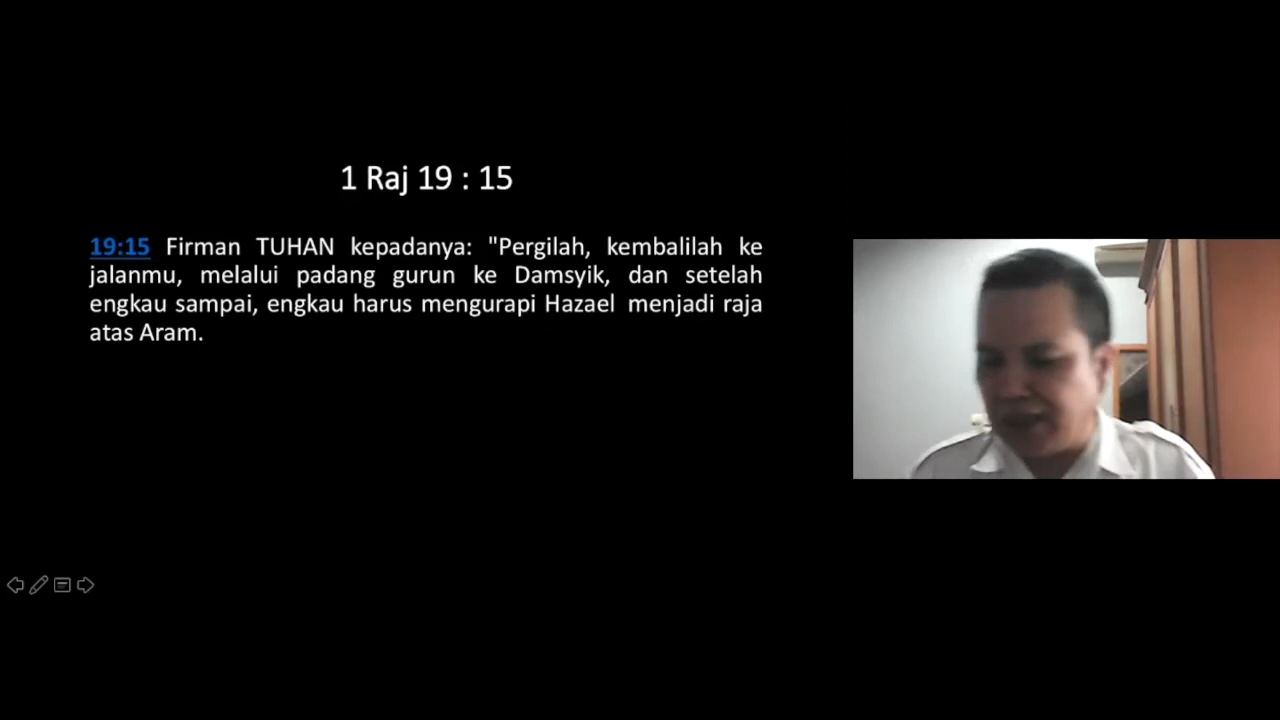 1 Raj 19 : 15
19:15 Firman TUHAN kepadanya: "Pergilah, kembalilah ke
jalanmu, melalui padang gurun ke Damsyik, dan setelah
engkau sampai, engkau harus mengurapi Hazael menjadi raja
atas Aram.